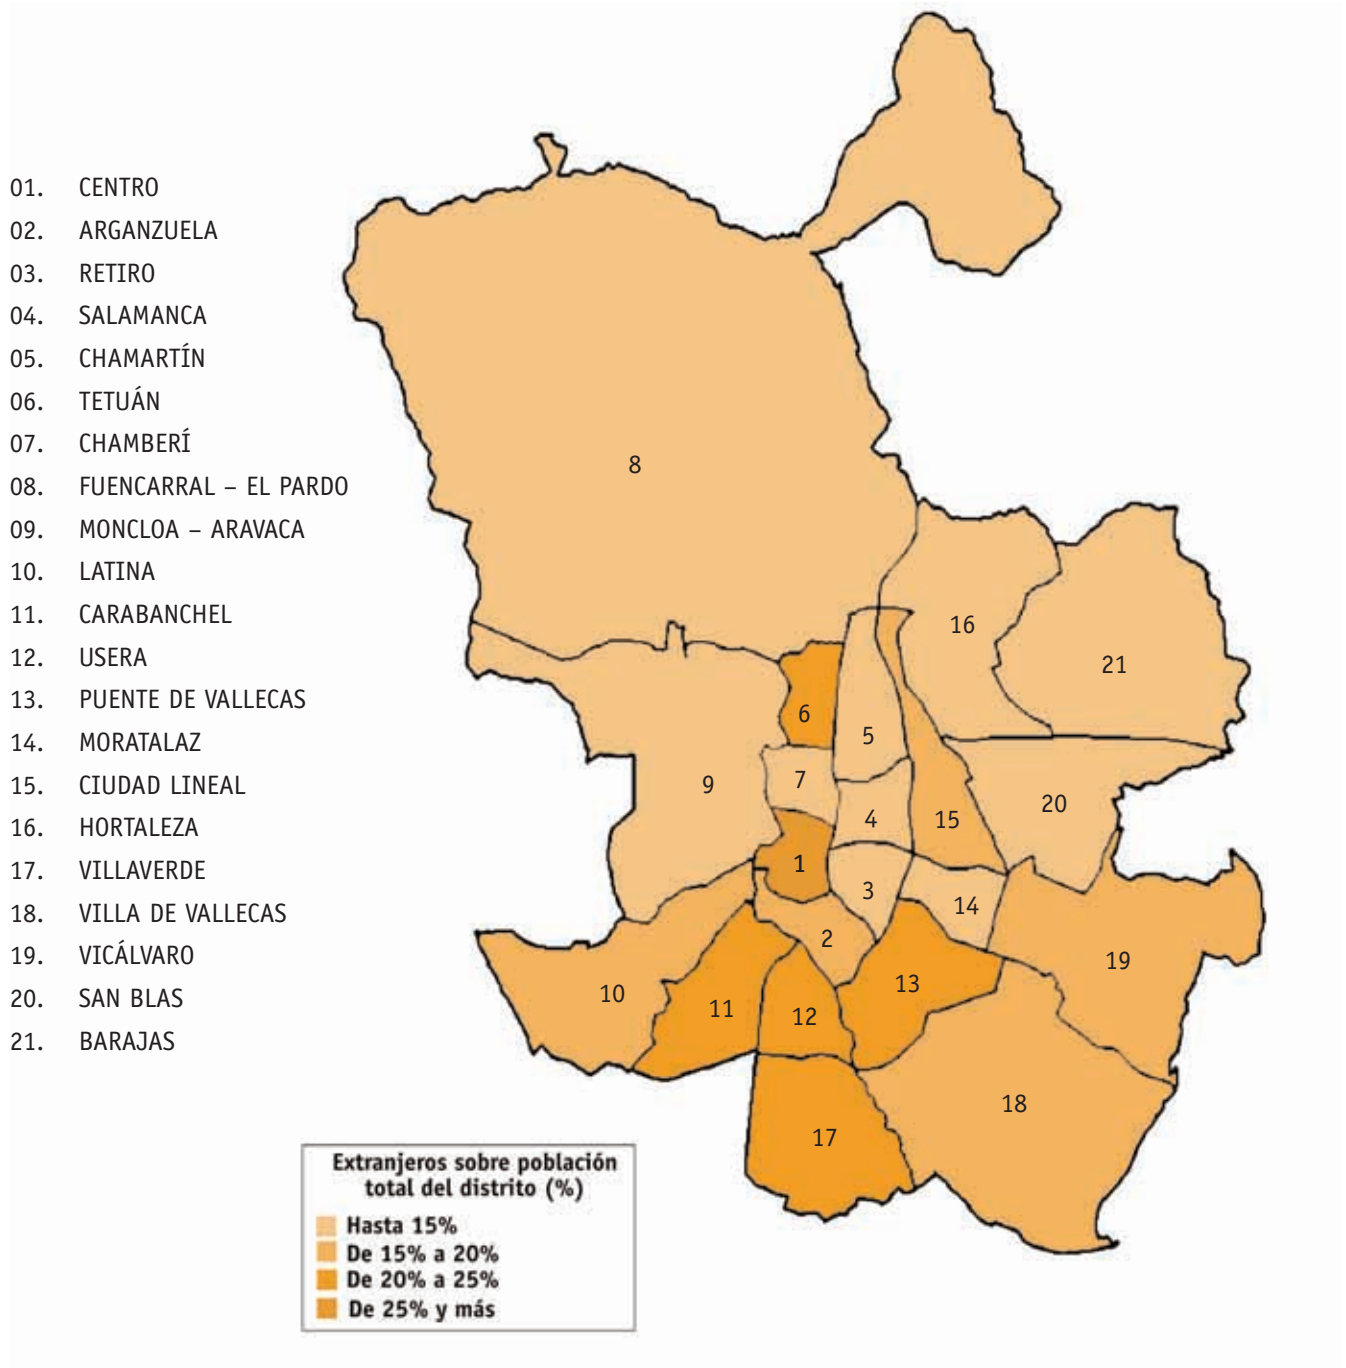 01. CENTRO
02. ARGANZUELA
03. RETIRO
04. SALAMANCA
05. CHAMARTÍN
06. TETUÁN
07. CHAMBERÍ
08. FUENCARRAL – EL PARDO
09. MONCLOA – ARAVACA
10. LATINA
11. CARABANCHEL
12. USERA
13. PUENTE DE VALLECAS
14. MORATALAZ
15. CIUDAD LINEAL
16. HORTALEZA
17. VILLAVERDE
18. VILLA DE VALLECAS
19. VICÁLVARO
20. SAN BLAS
21. BARAJAS
8
16
21
6
5
9
7
4
15
20
1
3
14
2
19
10
11
12
13
18
17
Extranjeros sobre población
total del distrito (%)
Hasta 15%
De 15% a 20%
De 20% a 25%
De 25% y más